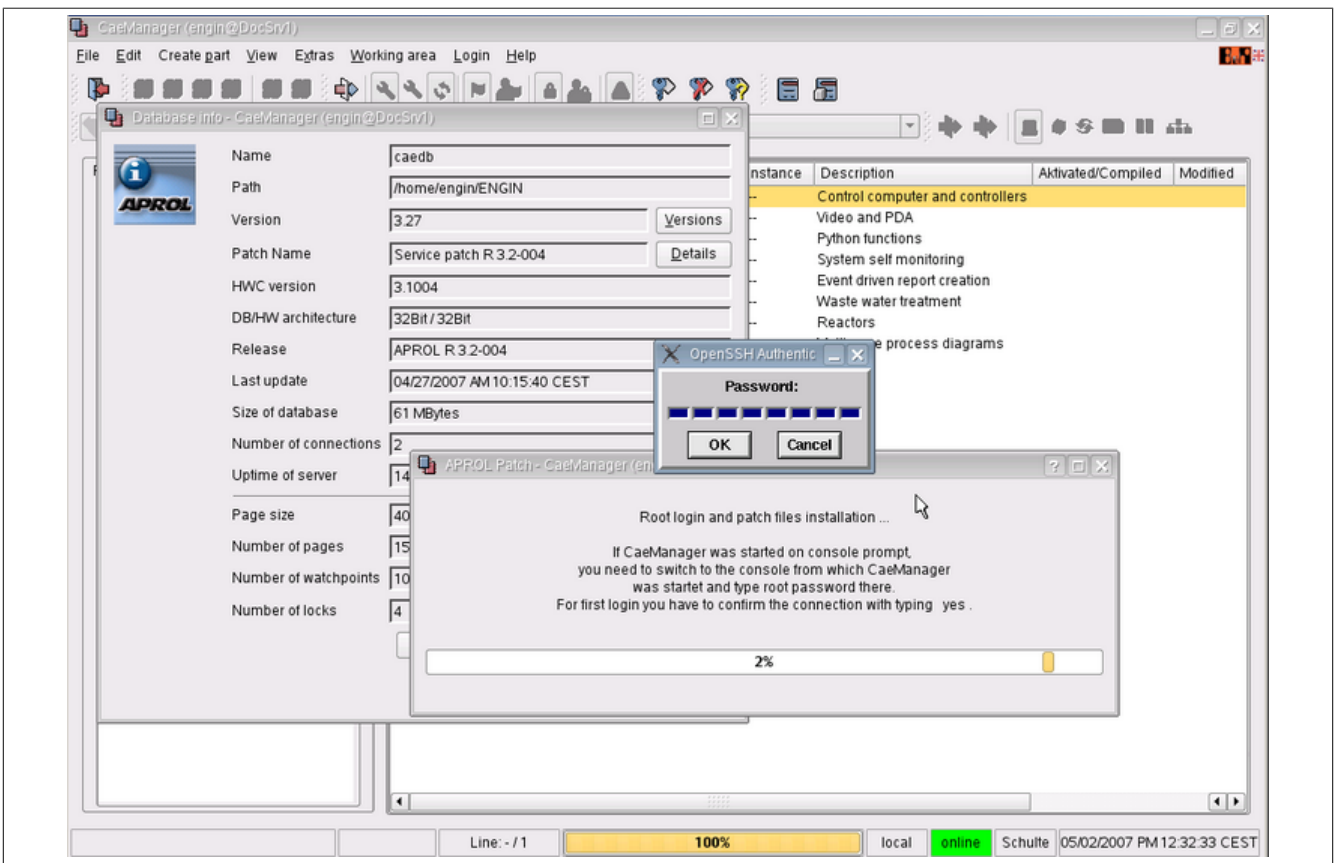 CaeManager (engin@DocSrv1)
File Edit Create part View Extras Working area Login Help
Database info - CaeManager (engin@DocSrv1)
APROL
Name caedb
Path /home/engin/ENGIN
Version 3.27 Versions
Patch Name Service patch R 3.2-004 Details
HWC version 3.1004
DB/HW architecture 32Bit / 32Bit
Release APROL R 3.2-004
Last update 04/27/2007 AM 10:15:40 CEST
Size of database 61 MBytes
Number of connections 2
Uptime of server 14
Page size 40
Number of pages 15
Number of watchpoints 10
Number of locks 4
nstance Description Aktivated/Compiled Modified
-- Control computer and controllers
-- Video and PDA
-- Python functions
-- System self monitoring
-- Event driven report creation
-- Waste water treatment
-- Reactors
e process diagrams
OpenSSH Authentic
Password:
OK Cancel
APROL Patch - CaeManager (en
Root login and patch files installation ...
If CaeManager was started on console prompt,
you need to switch to the console from which CaeManager
was startet and type root password there.
For first login you have to confirm the connection with typing yes .
2%
Line: - / 1 100% local online Schulte 05/02/2007 PM 12:32:33 CEST